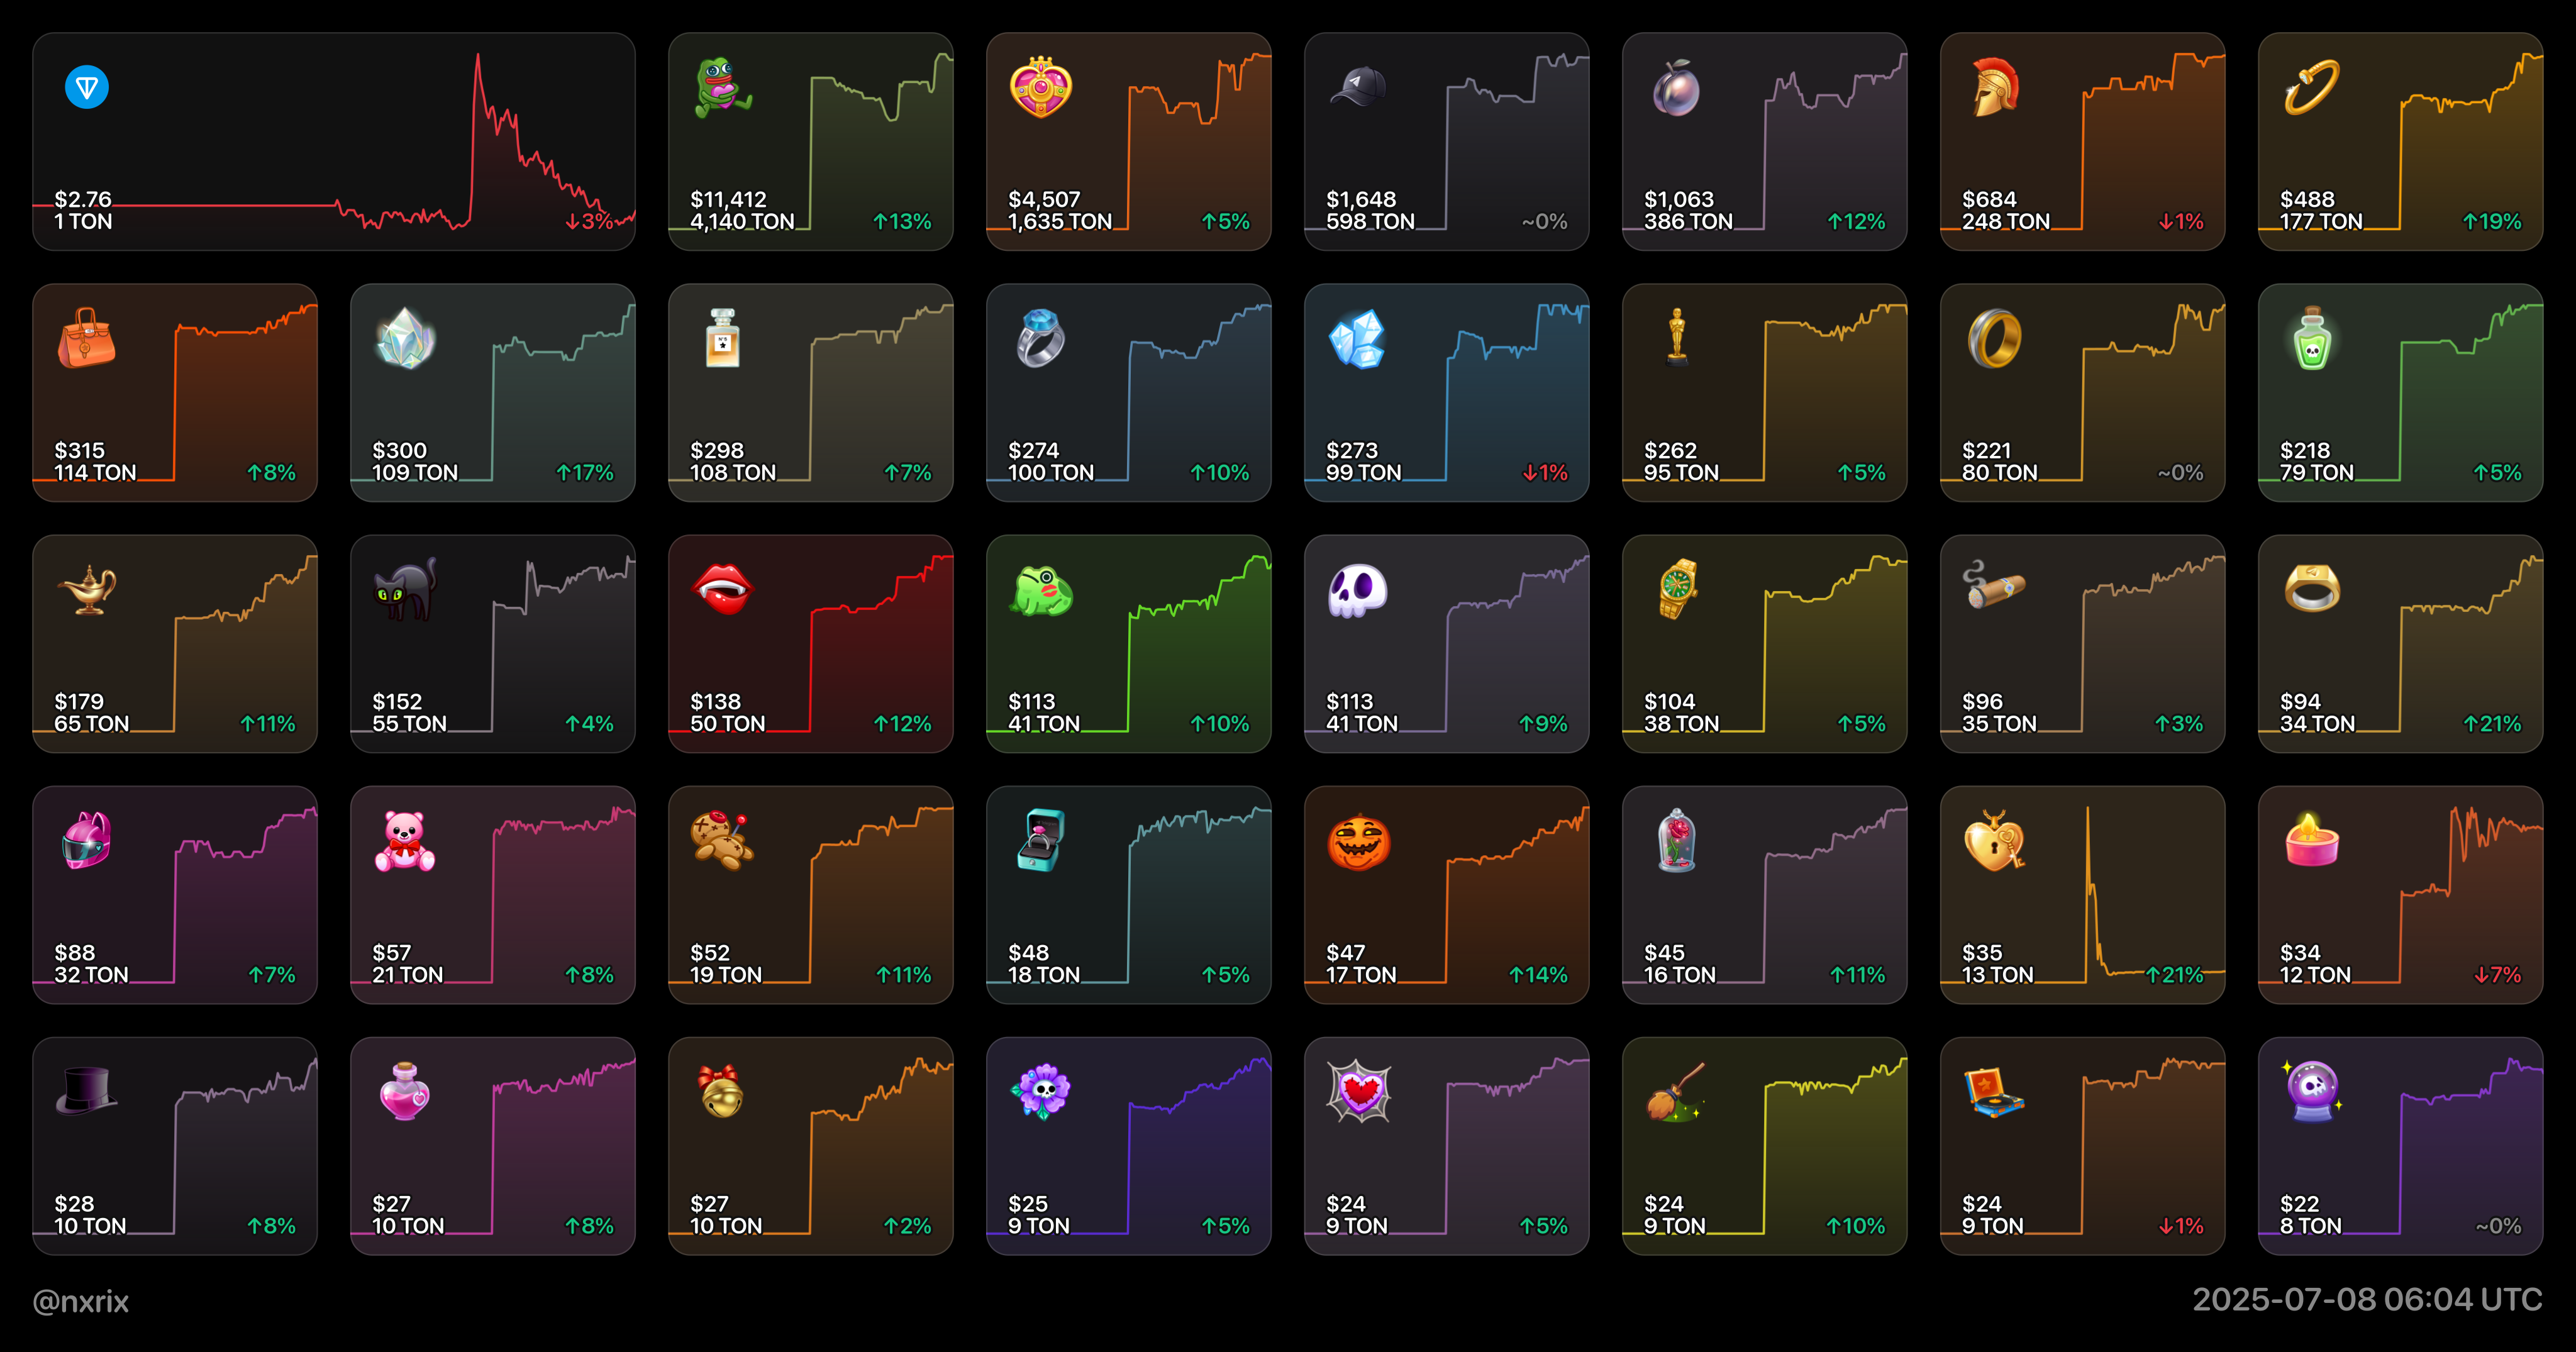 $2.76
1 TON
↓3%
$11,412
4,140 TON
↑13%
$4,507
1,635 TON
↑5%
$1,648
598 TON
~0%
$1,063
386 TON
↑12%
$684
248 TON
↓1%
$488
177 TON
↑19%
$315
114 TON
↑8%
$300
109 TON
↑17%
$298
108 TON
↑7%
$274
100 TON
↑10%
$273
99 TON
↓1%
$262
95 TON
↑5%
$221
80 TON
~0%
$218
79 TON
↑5%
$179
65 TON
↑11%
$152
55 TON
↑4%
$138
50 TON
↑12%
$113
41 TON
↑10%
$113
41 TON
↑9%
$104
38 TON
↑5%
$96
35 TON
↑3%
$94
34 TON
↑21%
$88
32 TON
↑7%
$57
21 TON
↑8%
$52
19 TON
↑11%
$48
18 TON
↑5%
$47
17 TON
↑14%
$45
16 TON
↑11%
$35
13 TON
↑21%
$34
12 TON
↓7%
$28
10 TON
↑8%
$27
10 TON
↑8%
$27
10 TON
↑2%
$25
9 TON
↑5%
$24
9 TON
↑5%
$24
9 TON
↑10%
$24
9 TON
↓1%
$22
8 TON
~0%
@nxrix
2025-07-08 06:04 UTC